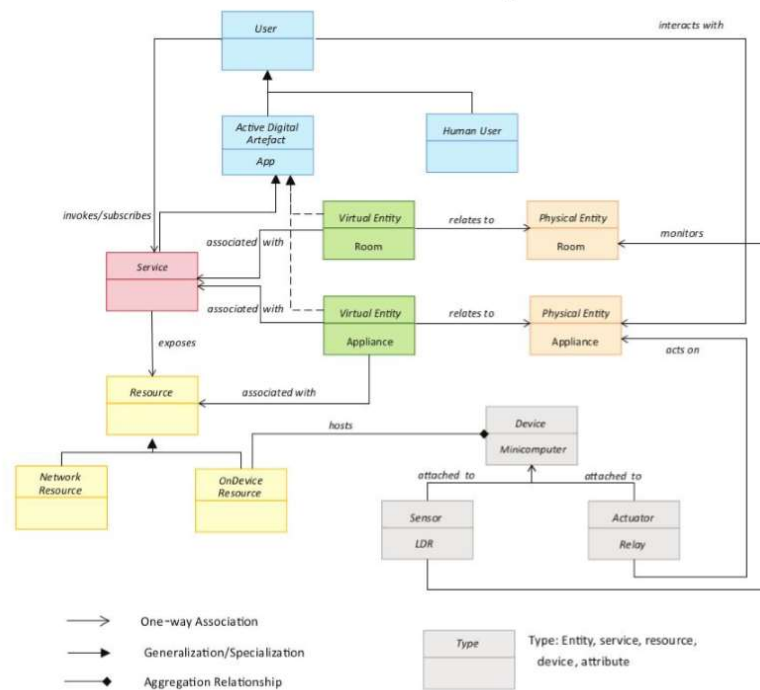 User
interacts with
Active Digital
Artefact
App
Human User
invokes/subscribes
Virtual Entity
Room
relates to
Physical Entity
Room
monitors
associated with
Service
associated with
Virtual Entity
Appliance
relates to
Physical Entity
Appliance
acts on
exposes
Resource
associated with
hosts
Device
Minicomputer
Network
Resource
OnDevice
Resource
attached to
attached to
Sensor
LDR
Actuator
Relay
One-way Association
Generalization/Specialization
Aggregation Relationship
Type
Type: Entity, service, resource,
device, attribute